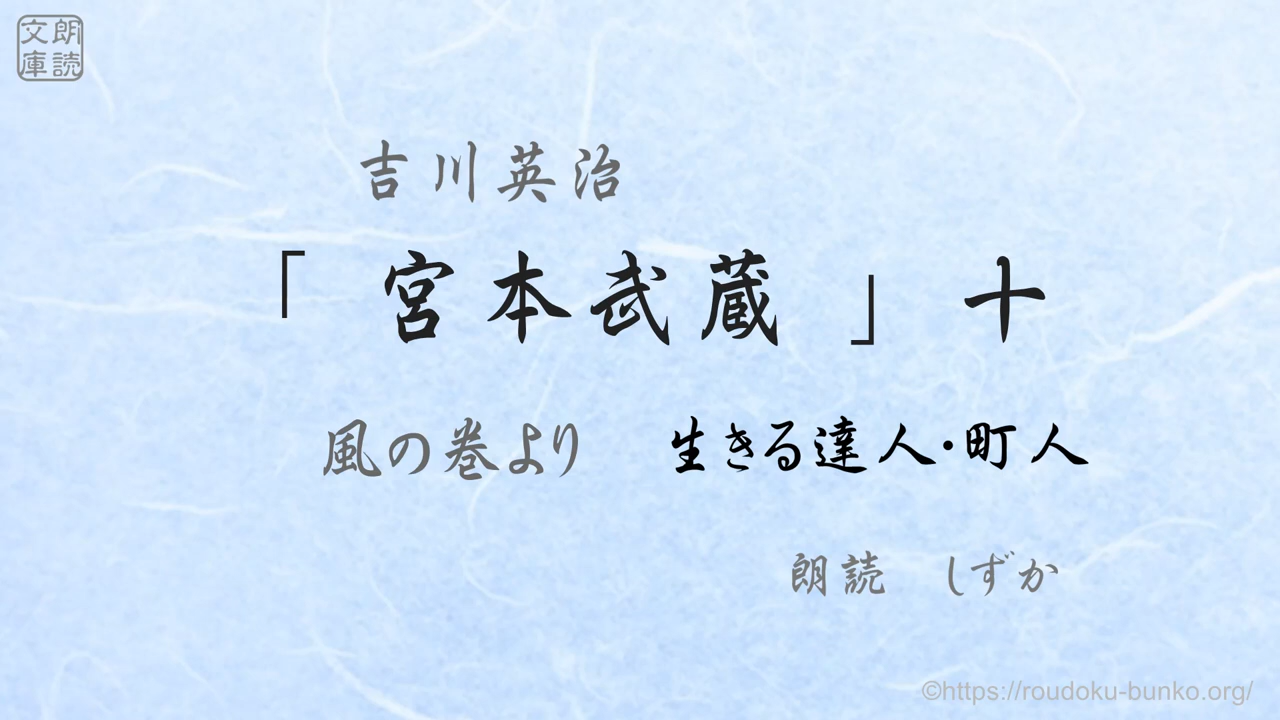 朗読文庫
吉川英治
「宮本武蔵」十
風の巻より 生きる達人・町人
朗読 しずか
©https://roudoku-bunko.org/